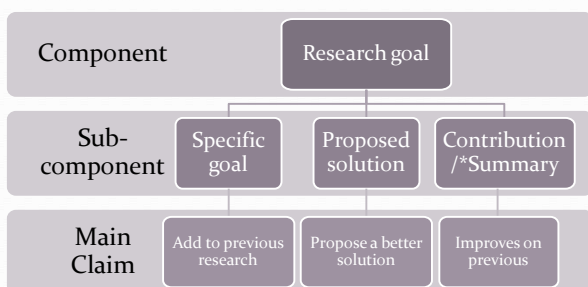 Component
Research goal
Sub-
component
Specific
goal
Proposed
solution
Contribution
/*Summary
Main
Claim
Add to previous
research
Propose a better
solution
Improves on
previous